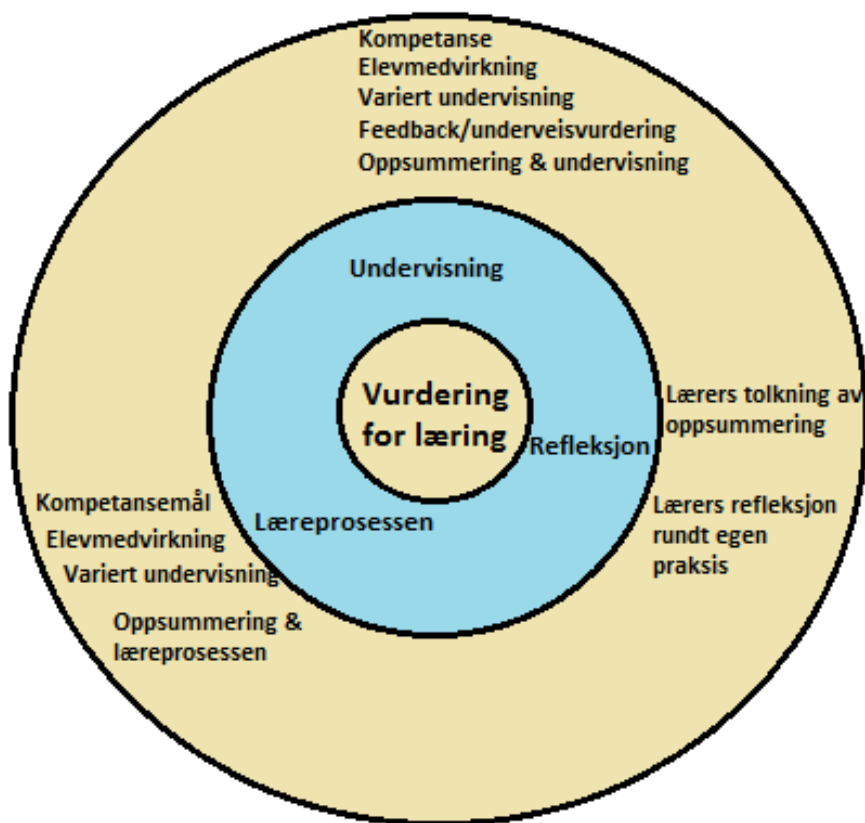 Kompetanse
Elevmedvirkning
Variert undervisning
Feedback/underveisvurdering
Oppsummering & undervisning
Undervisning
Vurdering
for læring
Refleksjon
Læreprosessen
Lærers tolkning av
oppsummering
Lærers refleksjon
rundt egen
praksis
Kompetansemål
Elevmedvirkning
Variert undervisning
Oppsummering &
læreprosessen